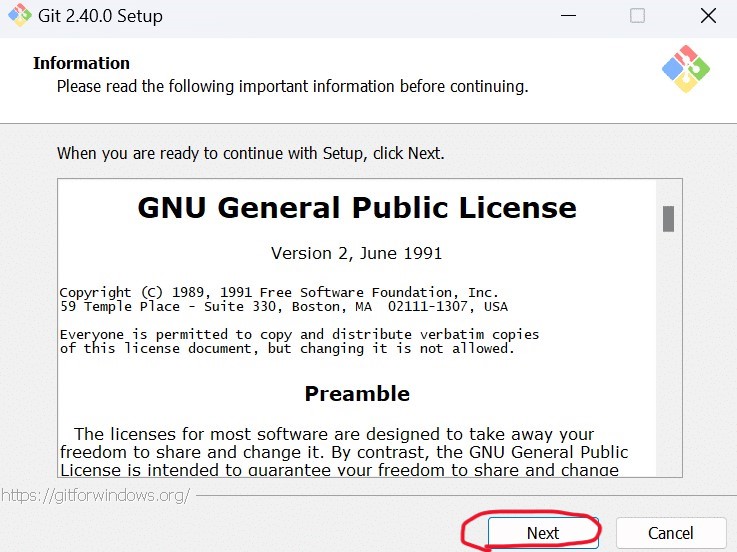 Git 2.40.0 Setup
Information
Please read the following important information before continuing.
When you are ready to continue with Setup, click Next.
GNU General Public License
Version 2, June 1991
Copyright (C) 1989, 1991 Free Software Foundation, Inc.
59 Temple Place - Suite 330, Boston, MA  02111-1307, USA
Everyone is permitted to copy and distribute verbatim copies
of this license document, but changing it is not allowed.
Preamble
The licenses for most software are designed to take away your
freedom to share and change it. By contrast, the GNU General Public
License is intended to guarantee your freedom to share and change
https://gitforwindows.org/
Next
Cancel